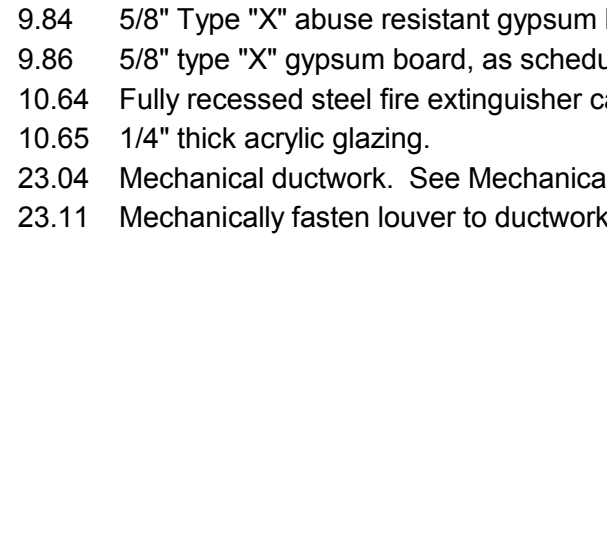 9.84 5/8" Type "X" abuse resistant gypsum
9.86 5/8" type "X" gypsum board, as schedu
10.64 Fully recessed steel fire extinguisher ca
10.65 1/4" thick acrylic glazing.
23.04 Mechanical ductwork. See Mechanica
23.11 Mechanically fasten louver to ductwork